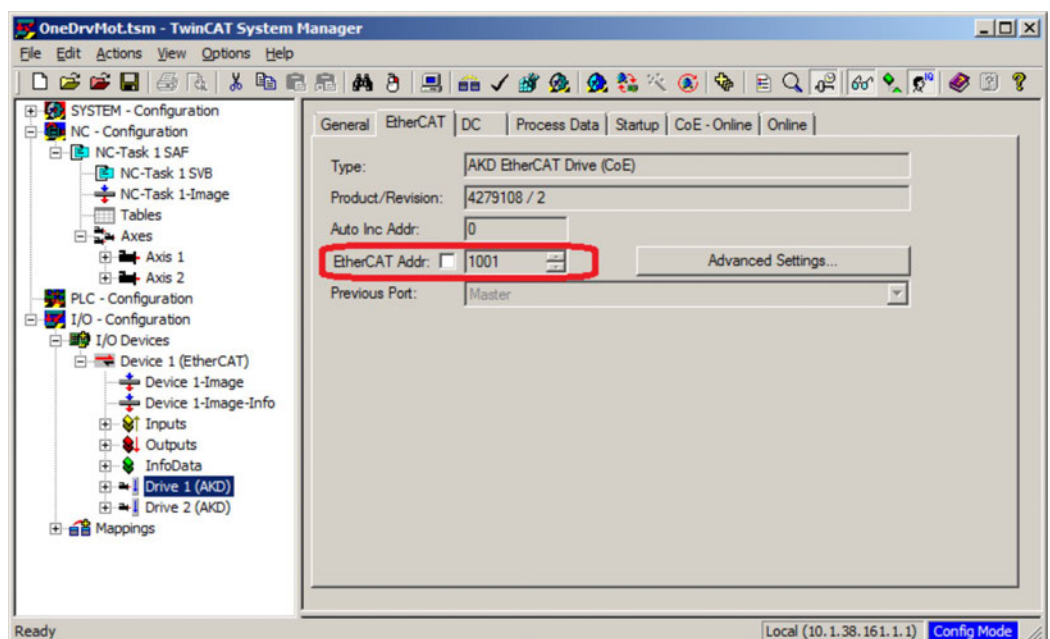 OneDrvMot.tsm - TwinCAT System Manager
File Edit Actions View Options Help
SYSTEM - Configuration
NC - Configuration
NC-Task 1 SAF
NC-Task 1 SVB
NC-Task 1-Image
Tables
Axes
Axis 1
Axis 2
PLC - Configuration
I/O - Configuration
I/O Devices
Device 1 (EtherCAT)
Device 1-Image
Device 1-Image-Info
Inputs
Outputs
InfoData
Drive 1 (AKD)
Drive 2 (AKD)
Mappings
General EtherCAT DC Process Data Startup CoE - Online Online
Type: AKD EtherCAT Drive (CoE)
Product/Revision: 4279108 / 2
Auto Inc Addr: 0
EtherCAT Addr: 1001 Advanced Settings...
Previous Port: Master
Ready Local (10.1.38.161.1.1) Config Mode